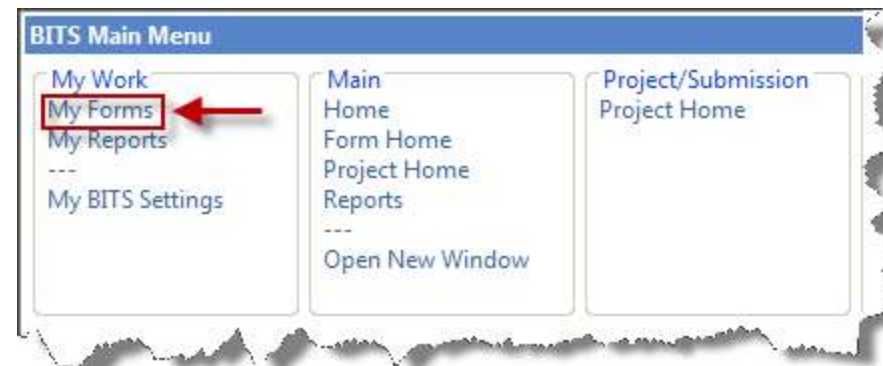 BITS Main Menu
My Work
My Forms
My Reports
---
My BITS Settings
Main
Home
Form Home
Project Home
Reports
---
Open New Window
Project/Submission
Project Home